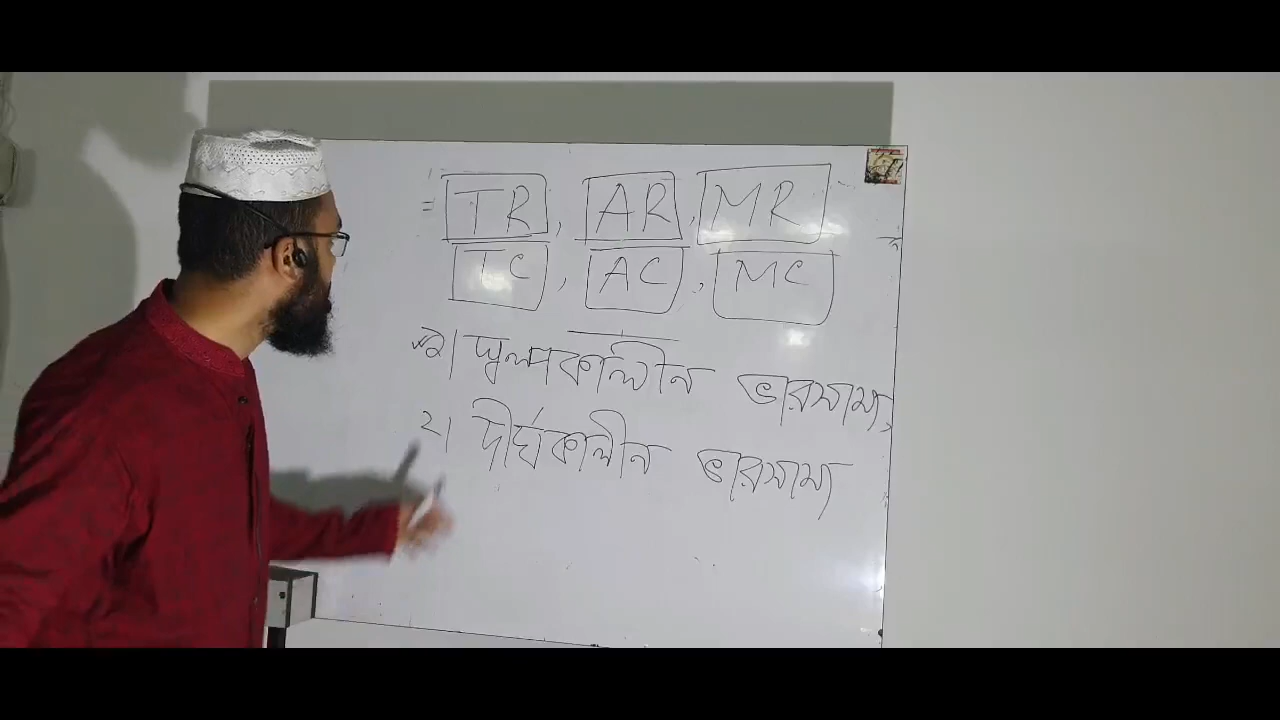 = TR, AR, MR
TC, AC, MC
১। স্বল্পকালীন ভারসাম্য,
২। দীর্ঘকালীন ভারসাম্য